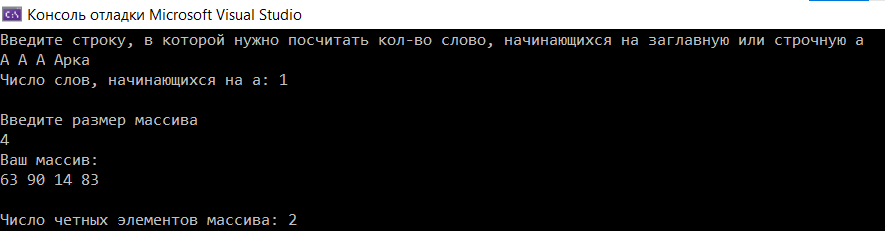 Консоль отладки Microsoft Visual Studio
Введите строку, в которой нужно посчитать кол-во слово, начинающихся на заглавную или строчную а
А А А Арка
Число слов, начинающихся на а: 1
Введите размер массива
4
Ваш массив:
63 90 14 83
Число четных элементов массива: 2